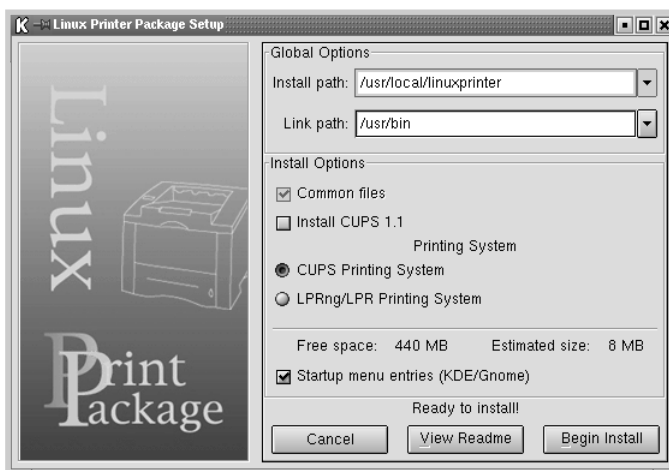 Linux Printer Package Setup
Linux
Print
Package
Global Options
Install path: /usr/local/linuxprinter
Link path: /usr/bin
Install Options
Common files
Install CUPS 1.1
Printing System
CUPS Printing System
LPRng/LPR Printing System
Free space: 440 MB Estimated size: 8 MB
Startup menu entries (KDE/Gnome)
Ready to install!
Cancel View Readme Begin Install